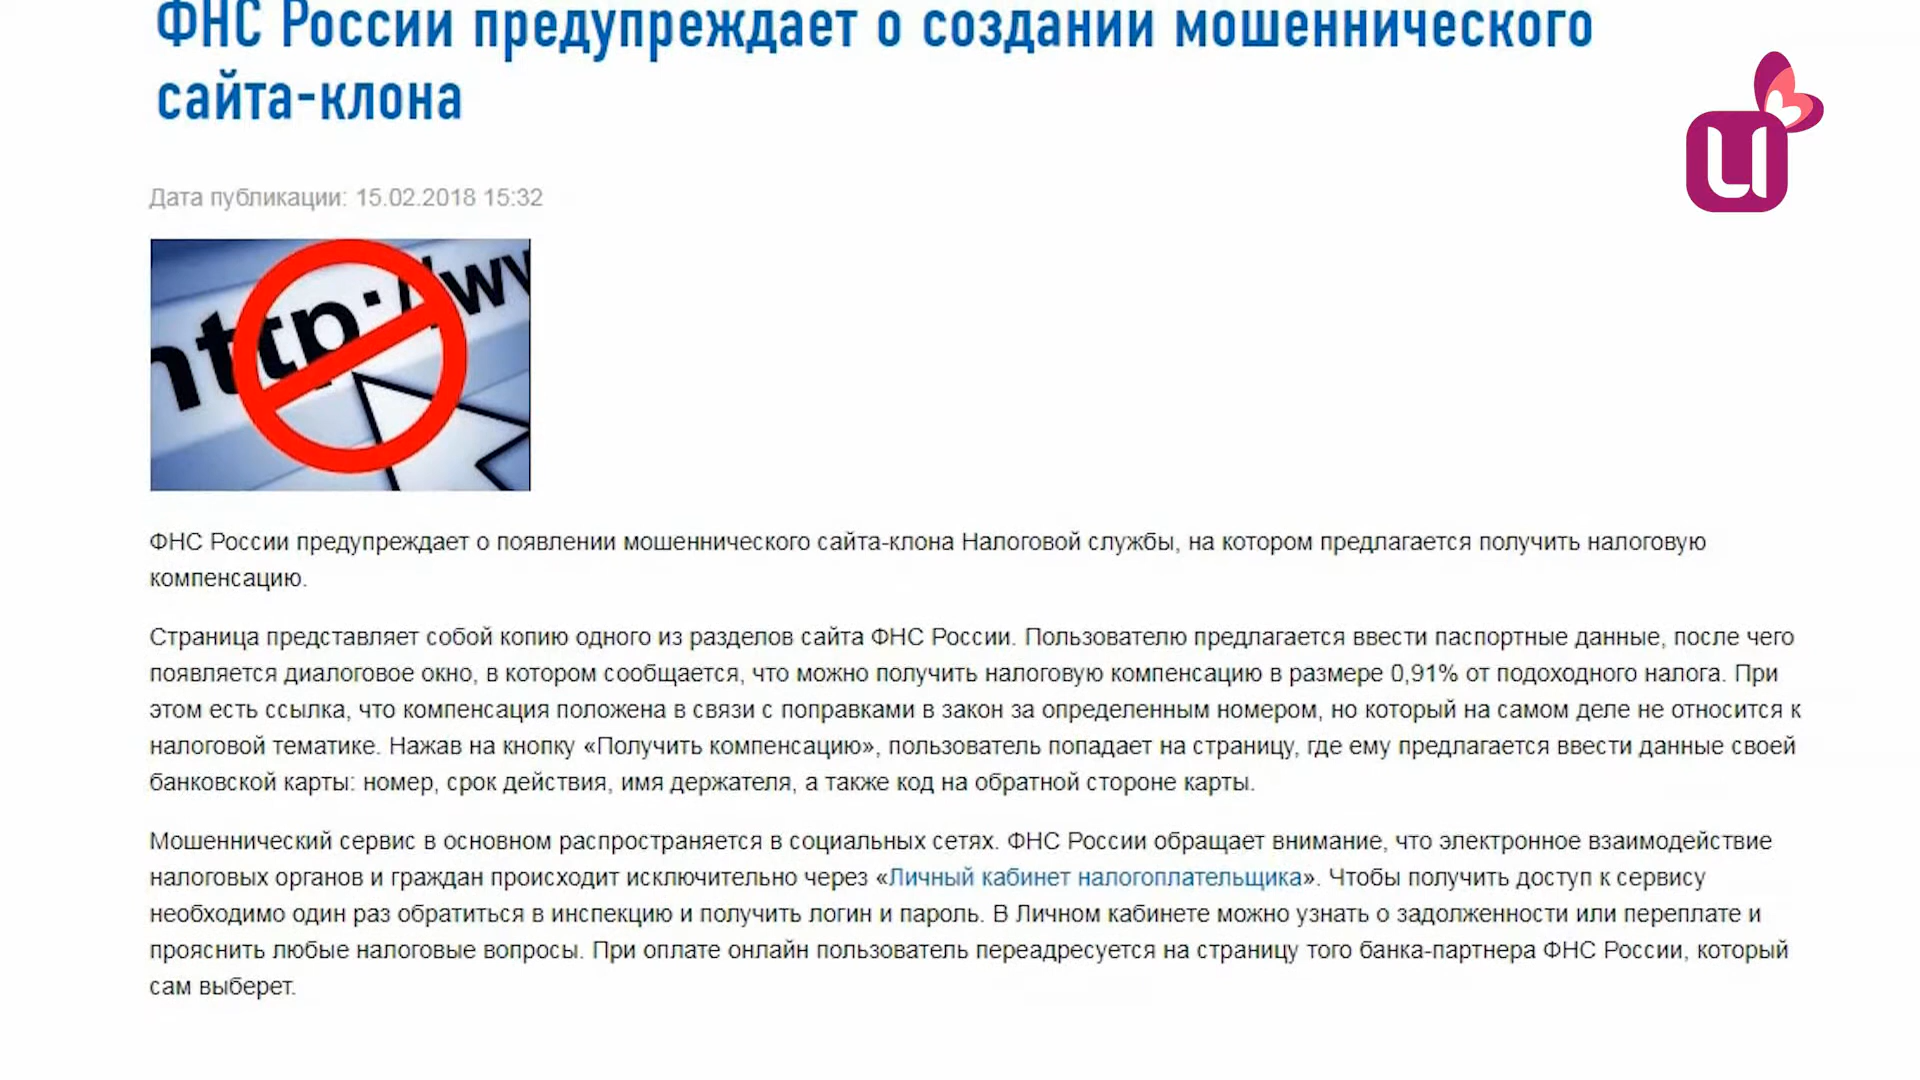 ФНС России предупреждает о создании мошеннического
сайта-клона
Дата публикации: 15.02.2018 15:32
http://ww
ФНС России предупреждает о появлении мошеннического сайта-клона Налоговой службы, на котором предлагается получить налоговую
компенсацию.
Страница представляет собой копию одного из разделов сайта ФНС России. Пользователю предлагается ввести паспортные данные, после чего
появляется диалоговое окно, в котором сообщается, что можно получить налоговую компенсацию в размере 0,91% от подоходного налога. При
этом есть ссылка, что компенсация положена в связи с поправками в закон за определенным номером, но который на самом деле не относится к
налоговой тематике. Нажав на кнопку «Получить компенсацию», пользователь попадает на страницу, где ему предлагается ввести данные своей
банковской карты: номер, срок действия, имя держателя, а также код на обратной стороне карты.
Мошеннический сервис в основном распространяется в социальных сетях. ФНС России обращает внимание, что электронное взаимодействие
налоговых органов и граждан происходит исключительно через «Личный кабинет налогоплательщика». Чтобы получить доступ к сервису
необходимо один раз обратиться в инспекцию и получить логин и пароль. В Личном кабинете можно узнать о задолженности или переплате и
прояснить любые налоговые вопросы. При оплате онлайн пользователь переадресуется на страницу того банка-партнера ФНС России, который
сам выберет.